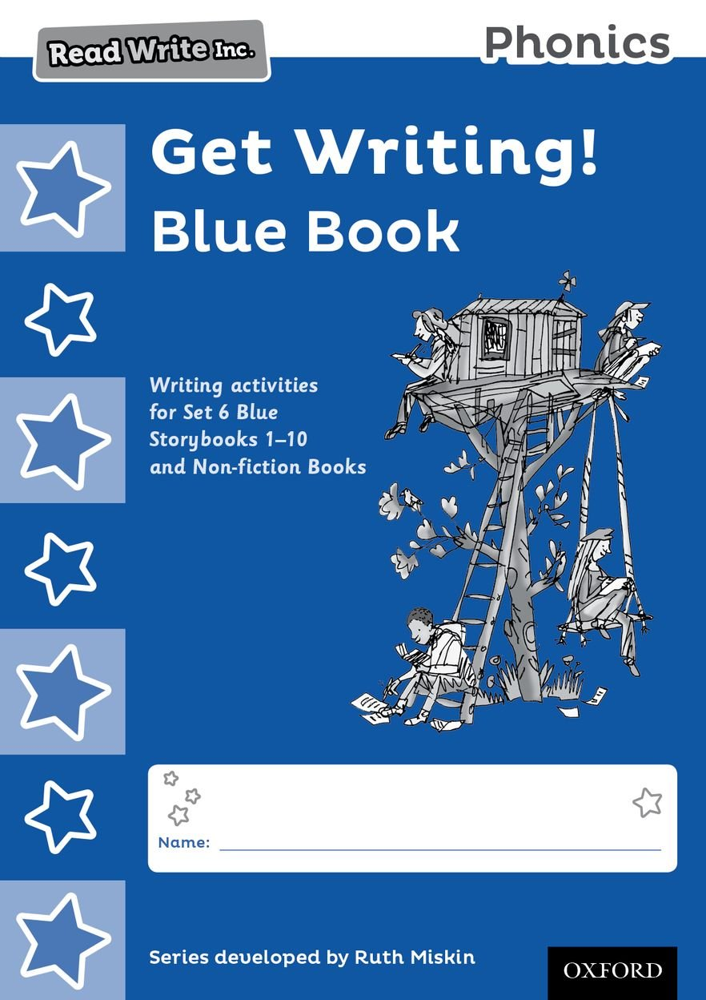 Read Write Inc.
Phonics
Get Writing!
Blue Book
Writing activities
for Set 6 Blue
Storybooks 1–10
and Non-fiction Books
Name:
Series developed by Ruth Miskin
OXFORD